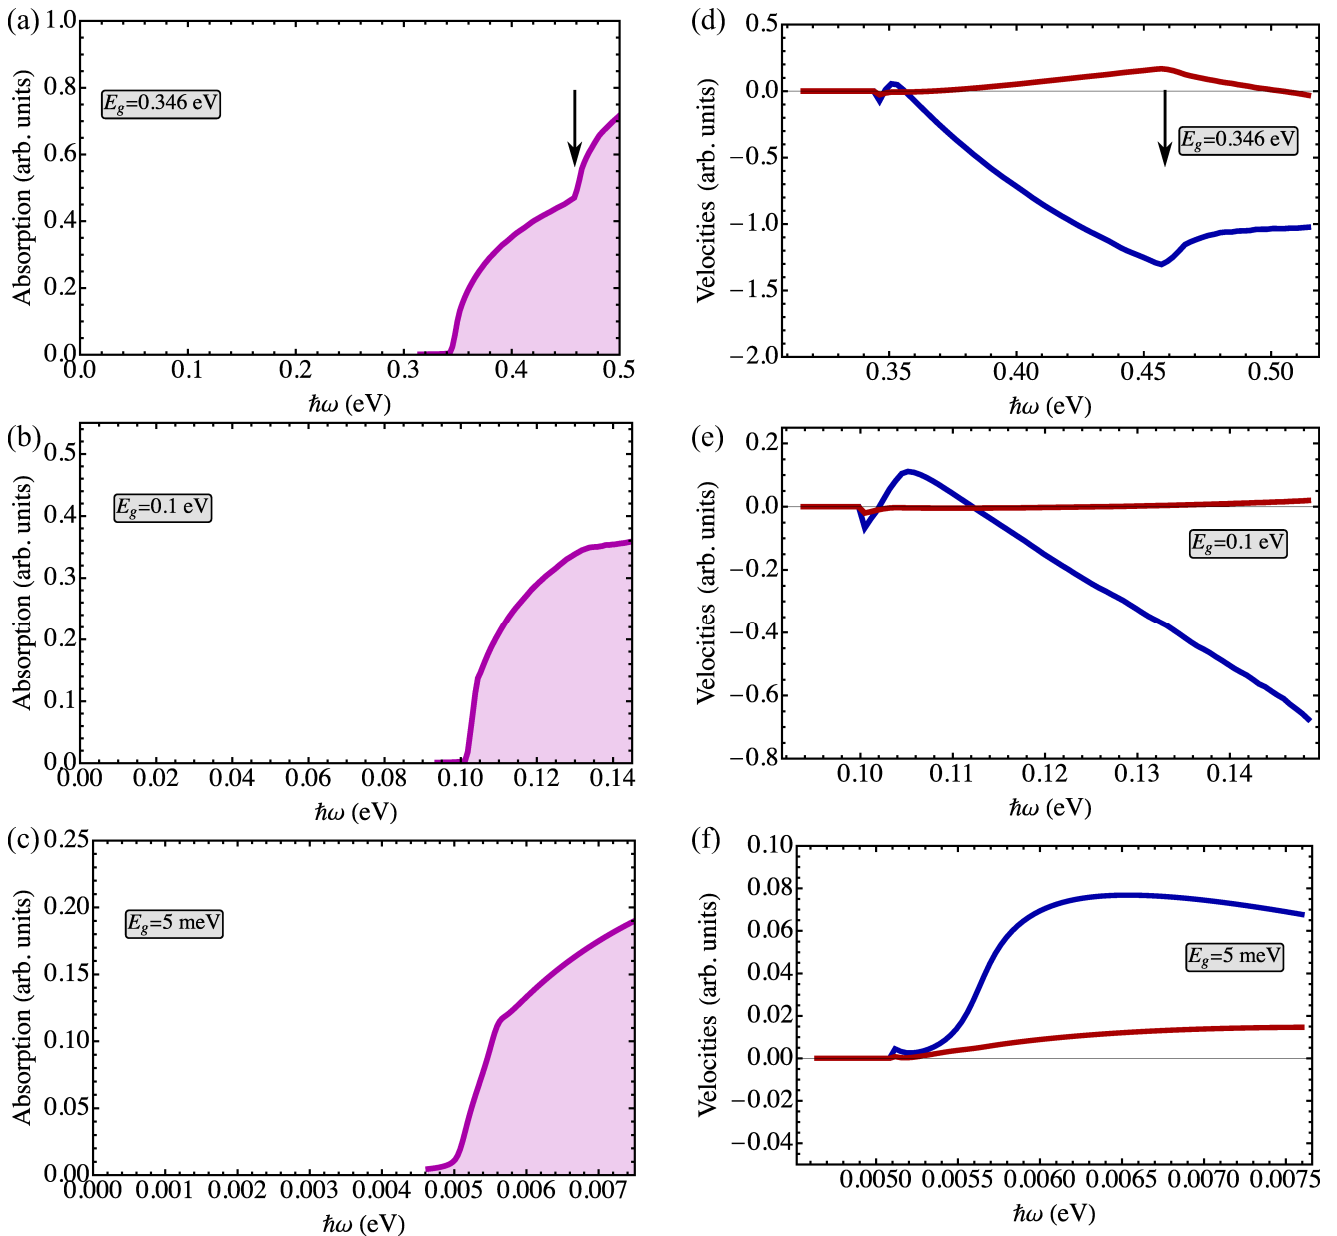 (a)
Absorption (arb. units)
1.0
0.8
0.6
0.4
0.2
0.0
E_g=0.346 eV
0.0 0.1 0.2 0.3 0.4 0.5
ħω (eV)
(d)
Velocities (arb. units)
0.5
0.0
−0.5
−1.0
−1.5
−2.0
E_g=0.346 eV
0.35 0.40 0.45 0.50
ħω (eV)
(b)
Absorption (arb. units)
0.5
0.4
0.3
0.2
0.1
0.0
E_g=0.1 eV
0.00 0.02 0.04 0.06 0.08 0.10 0.12 0.14
ħω (eV)
(e)
Velocities (arb. units)
0.2
0.0
−0.2
−0.4
−0.6
−0.8
E_g=0.1 eV
0.10 0.11 0.12 0.13 0.14
ħω (eV)
(c)
Absorption (arb. units)
0.25
0.20
0.15
0.10
0.05
0.00
E_g=5 meV
0.000 0.001 0.002 0.003 0.004 0.005 0.006 0.007
ħω (eV)
(f)
Velocities (arb. units)
0.10
0.08
0.06
0.04
0.02
0.00
−0.02
−0.04
E_g=5 meV
0.0050 0.0055 0.0060 0.0065 0.0070 0.0075
ħω (eV)